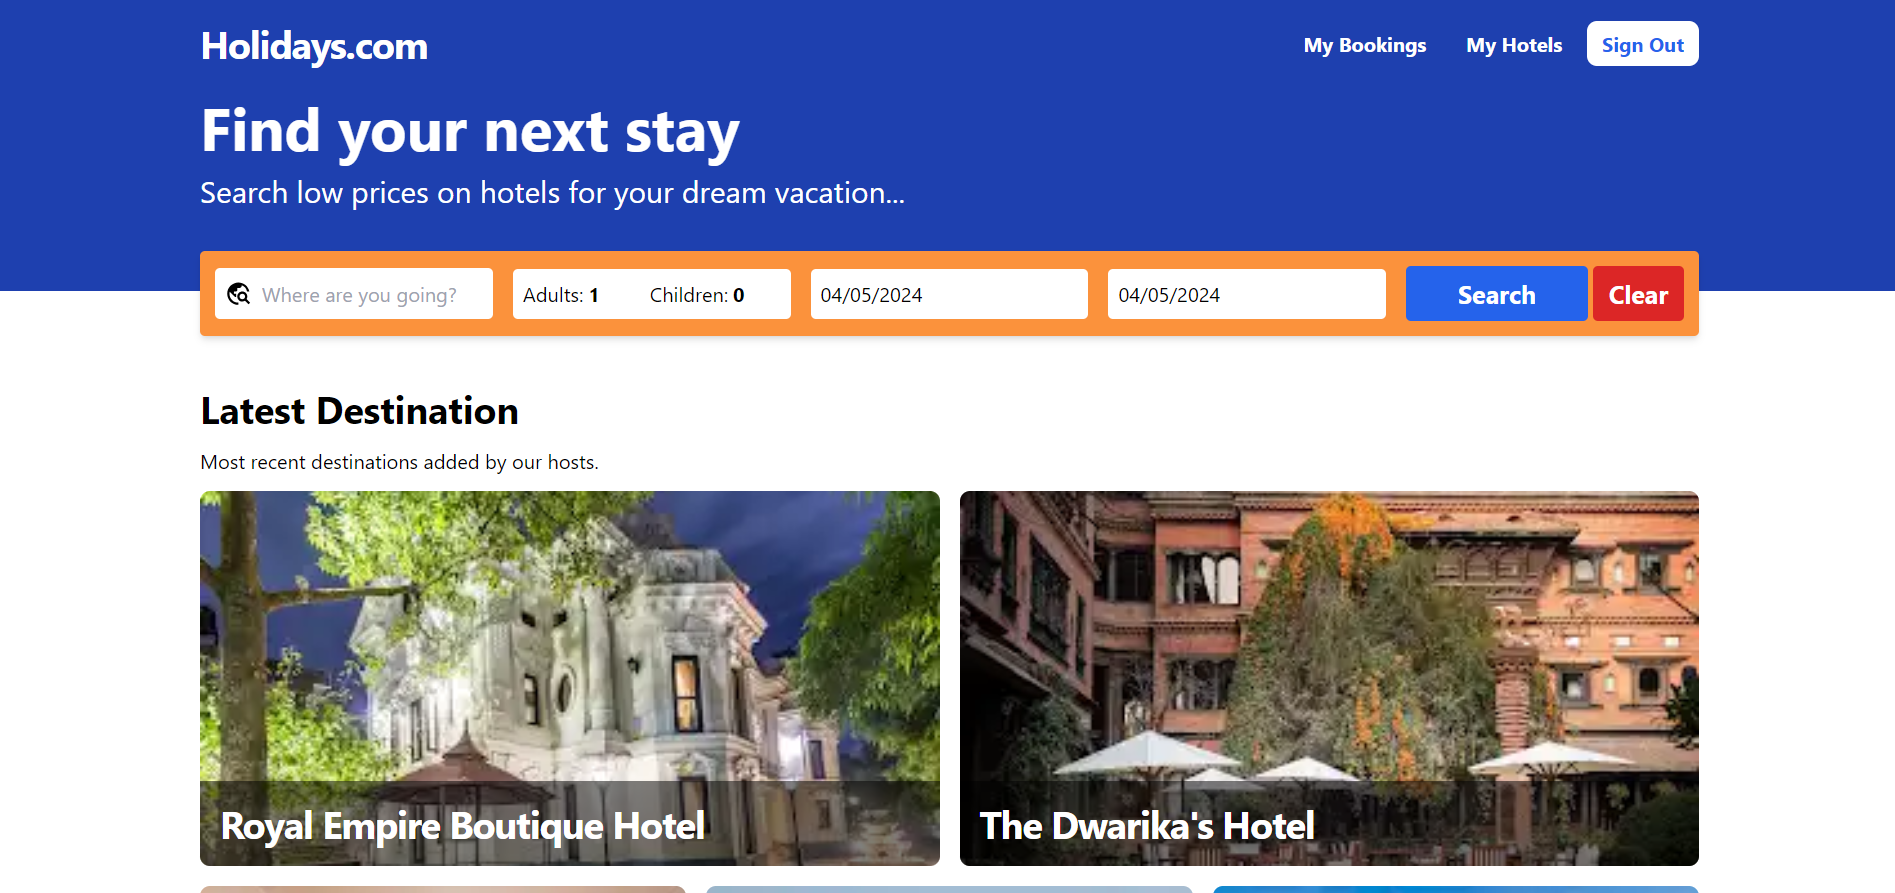 Holidays.com
My Bookings
My Hotels
Sign Out
Find your next stay
Search low prices on hotels for your dream vacation...
Where are you going?
Adults: 1
Children: 0
04/05/2024
04/05/2024
Search
Clear
Latest Destination
Most recent destinations added by our hosts.
Royal Empire Boutique Hotel
The Dwarika's Hotel